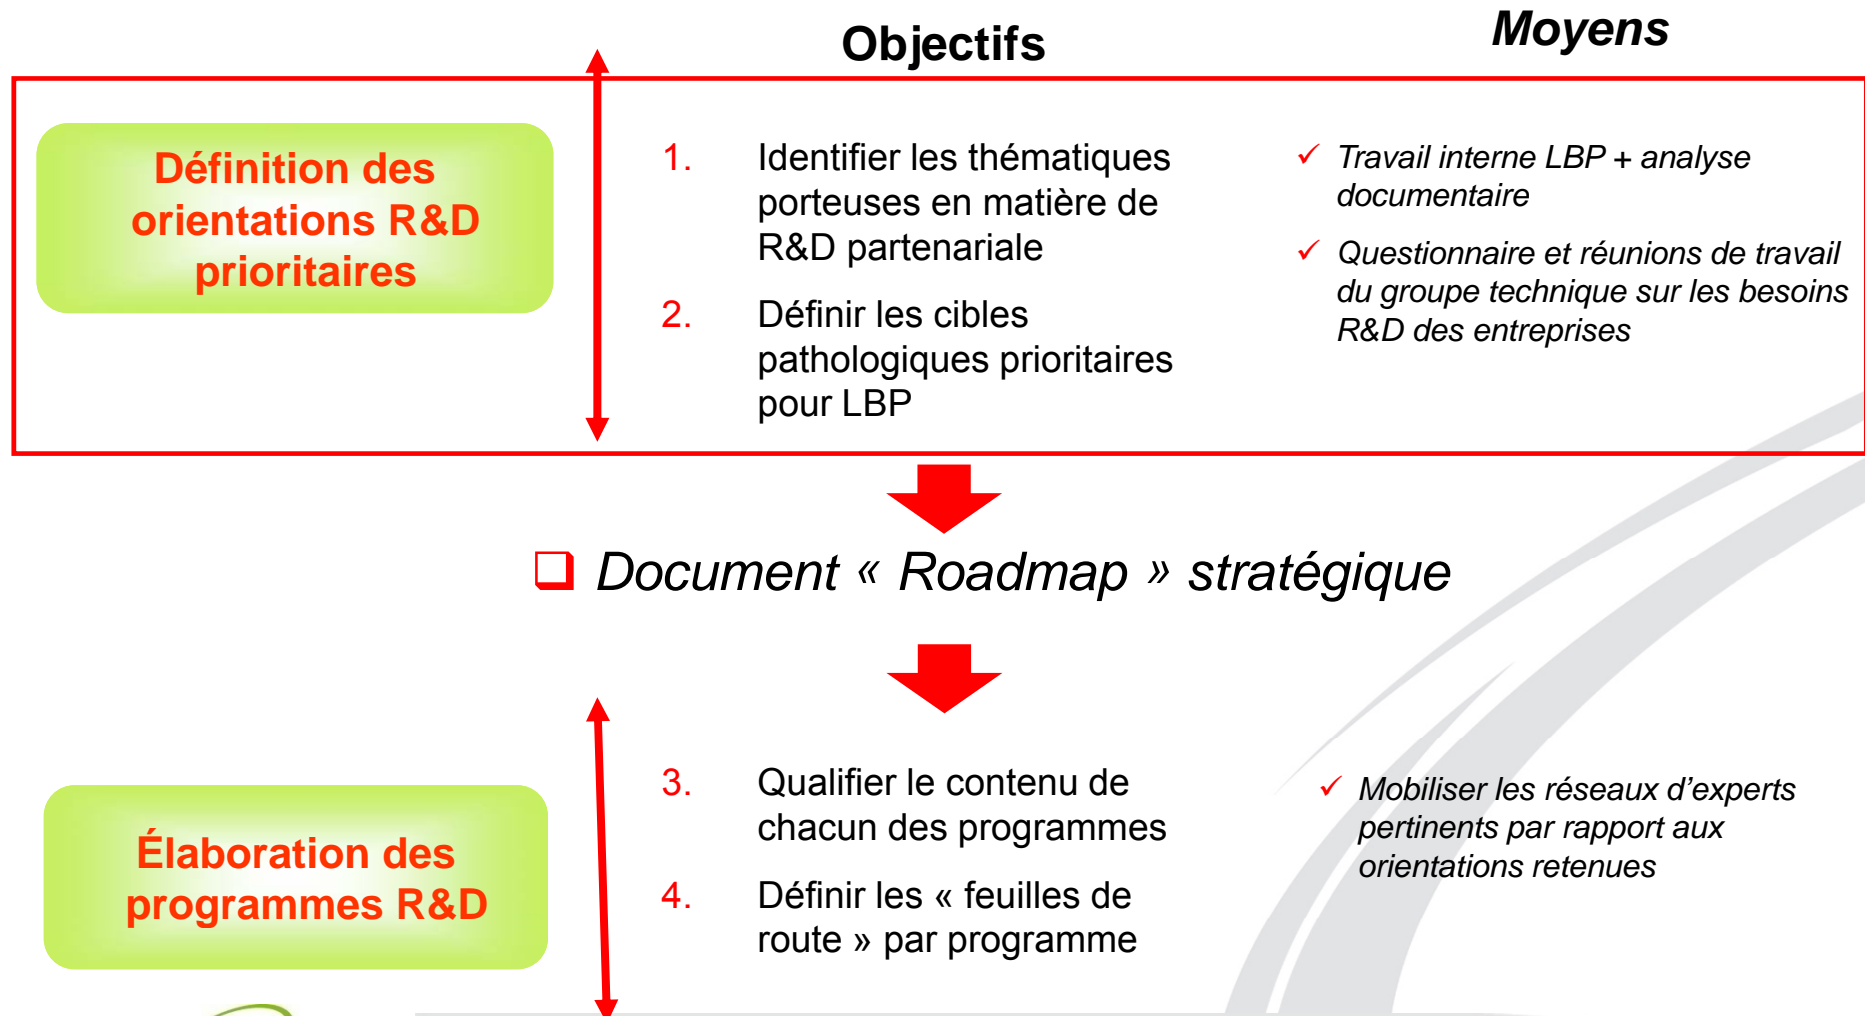 Objectifs
Moyens
Définition des
orientations R&D
prioritaires
1. Identifier les thématiques
porteuses en matière de
R&D partenariale
2. Définir les cibles
pathologiques prioritaires
pour LBP
✓ Travail interne LBP + analyse
documentaire
✓ Questionnaire et réunions de travail
du groupe technique sur les besoins
R&D des entreprises
❑ Document « Roadmap » stratégique
Élaboration des
programmes R&D
3. Qualifier le contenu de
chacun des programmes
4. Définir les « feuilles de
route » par programme
✓ Mobiliser les réseaux d’experts
pertinents par rapport aux
orientations retenues